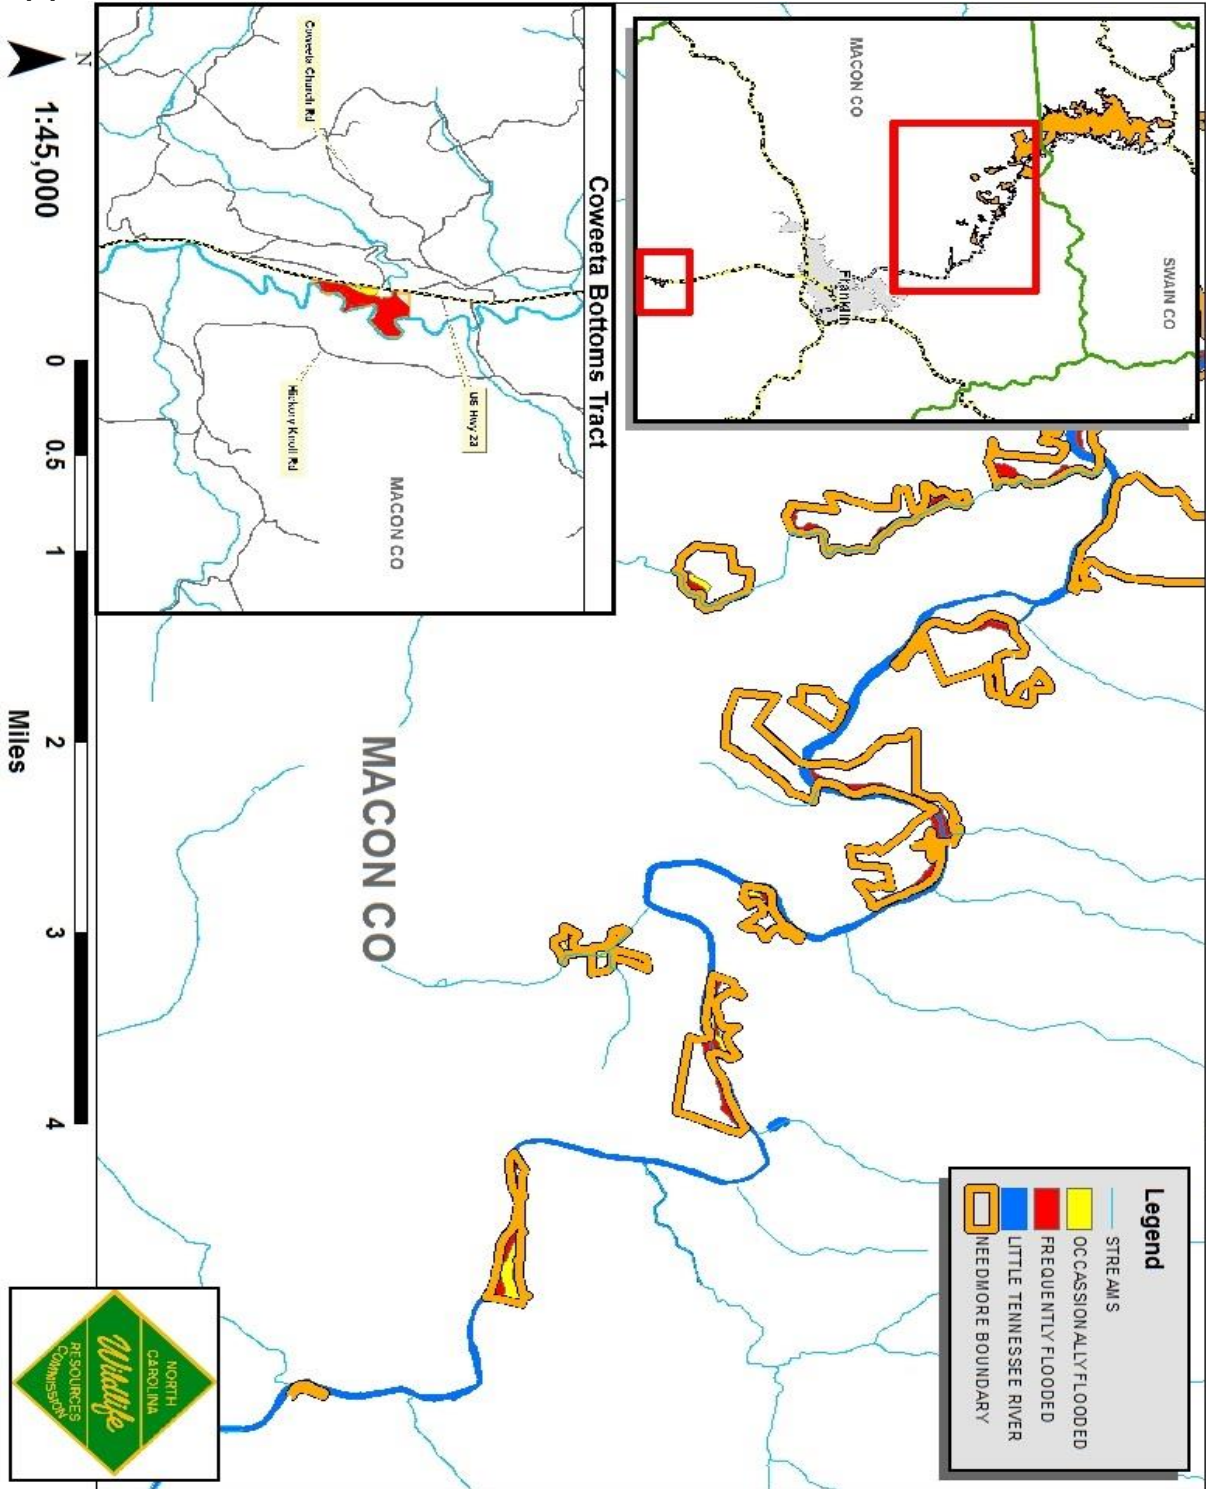 MACON CO
SWAIN CO
Franklin
Coweeta Bottoms Tract
Coweeta Church Rd
US Hwy 23
Hickory Knoll Rd
MACON CO
MACON CO
Legend
STREAMS
OCCASSIONALLY FLOODED
FREQUENTLY FLOODED
LITTLE TENNESSEE RIVER
NEEDMORE BOUNDARY
N
1:45,000
0 0.5 1 2 3 4
Miles
NORTH
CAROLINA
Wildlife
RESOURCES
COMMISSION